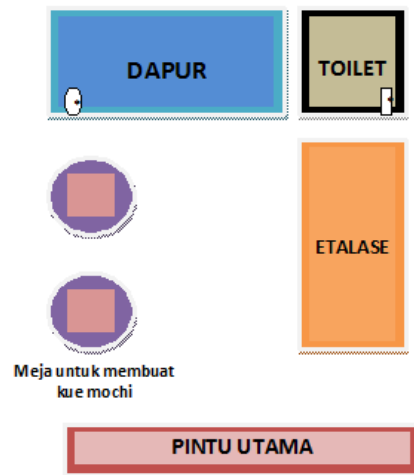 DAPUR
TOILET
ETALASE
Meja untuk membuat
kue mochi
PINTU UTAMA